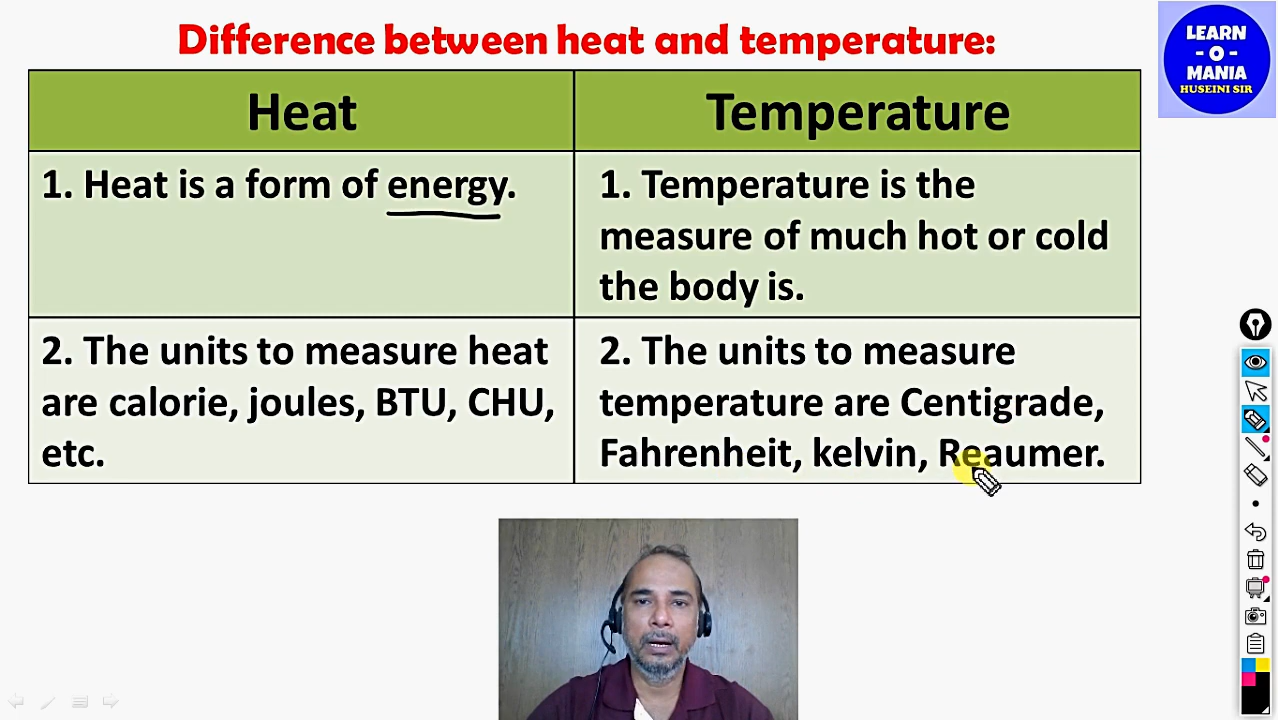 Difference between heat and temperature:
LEARN
- O -
MANIA
HUSEINI SIR
Heat
Temperature
1. Heat is a form of energy.
1. Temperature is the
measure of much hot or cold
the body is.
2. The units to measure heat
are calorie, joules, BTU, CHU,
etc.
2. The units to measure
temperature are Centigrade,
Fahrenheit, kelvin, Reaumer.